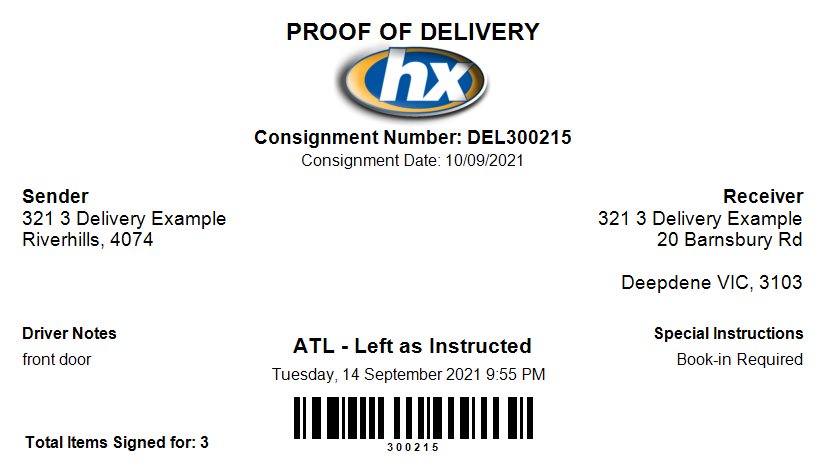 PROOF OF DELIVERY
hx
Consignment Number: DEL300215
Consignment Date: 10/09/2021
Sender
321 3 Delivery Example
Riverhills, 4074
Receiver
321 3 Delivery Example
20 Barnsbury Rd
Deepdene VIC, 3103
Driver Notes
front door
ATL - Left as Instructed
Tuesday, 14 September 2021 9:55 PM
Special Instructions
Book-in Required
300215
Total Items Signed for: 3